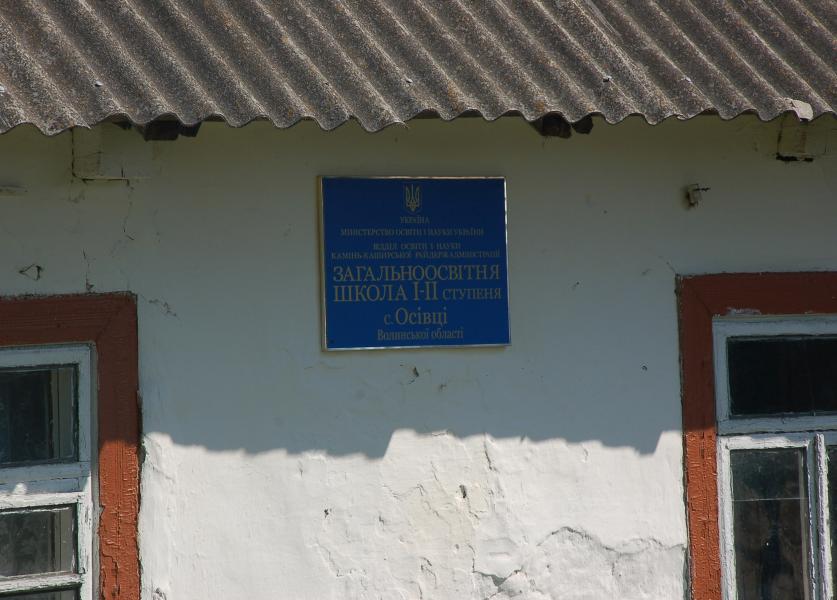 УКРАЇНА
МІНІСТЕРСТВО ОСВІТИ І НАУКИ УКРАЇНИ
ВІДДІЛ ОСВІТИ І НАУКИ
КАМІНЬ-КАШИРСЬКОЇ РАЙДЕРЖАДМІНІСТРАЦІЇ
ЗАГАЛЬНООСВІТНЯ
ШКОЛА І-ІІ СТУПЕНЯ
с. Осівці
Волинської області